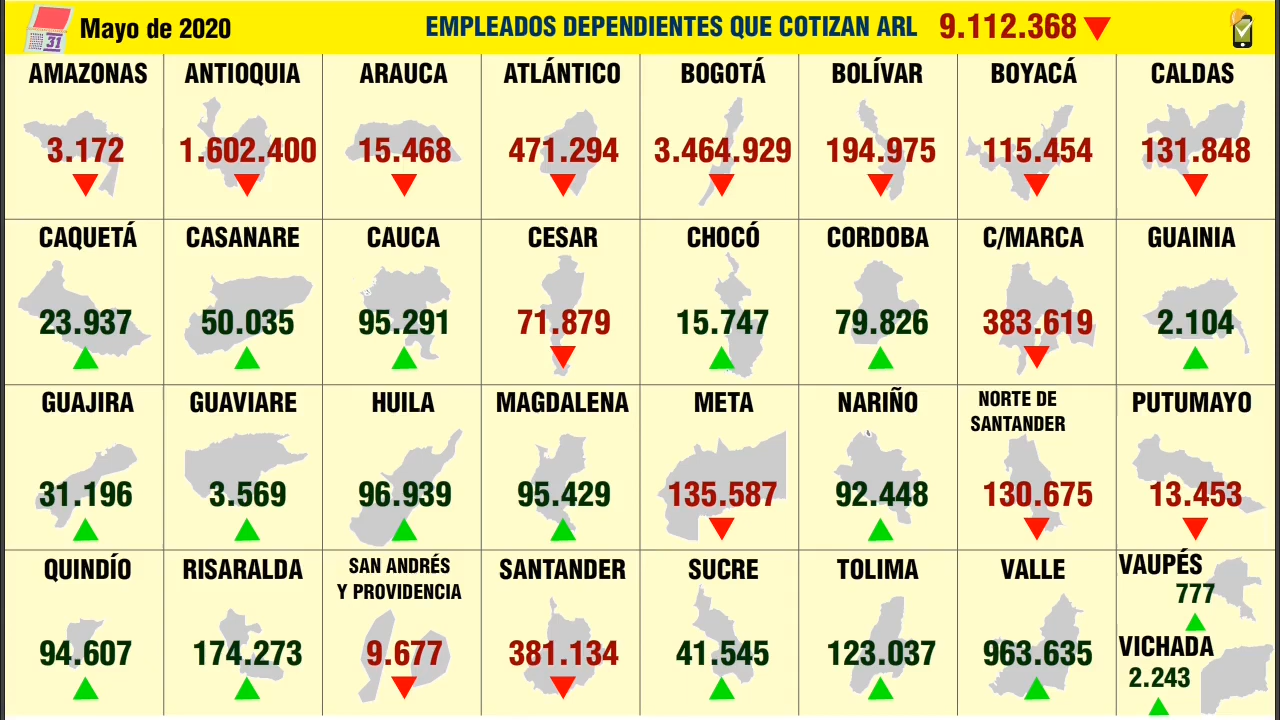 31
Mayo de 2020
EMPLEADOS DEPENDIENTES QUE COTIZAN ARL 9.112.368
AMAZONAS
3.172
ANTIOQUIA
1.602.400
ARAUCA
15.468
ATLÁNTICO
471.294
BOGOTÁ
3.464.929
BOLÍVAR
194.975
BOYACÁ
115.454
CALDAS
131.848
CAQUETÁ
23.937
CASANARE
50.035
CAUCA
95.291
CESAR
71.879
CHOCÓ
15.747
CORDOBA
79.826
C/MARCA
383.619
GUAINIA
2.104
GUAJIRA
31.196
GUAVIARE
3.569
HUILA
96.939
MAGDALENA
95.429
META
135.587
NARIÑO
92.448
NORTE DE
SANTANDER
130.675
PUTUMAYO
13.453
QUINDÍO
94.607
RISARALDA
174.273
SAN ANDRÉS
Y PROVIDENCIA
9.677
SANTANDER
381.134
SUCRE
41.545
TOLIMA
123.037
VALLE
963.635
VAUPÉS
777
VICHADA
2.243